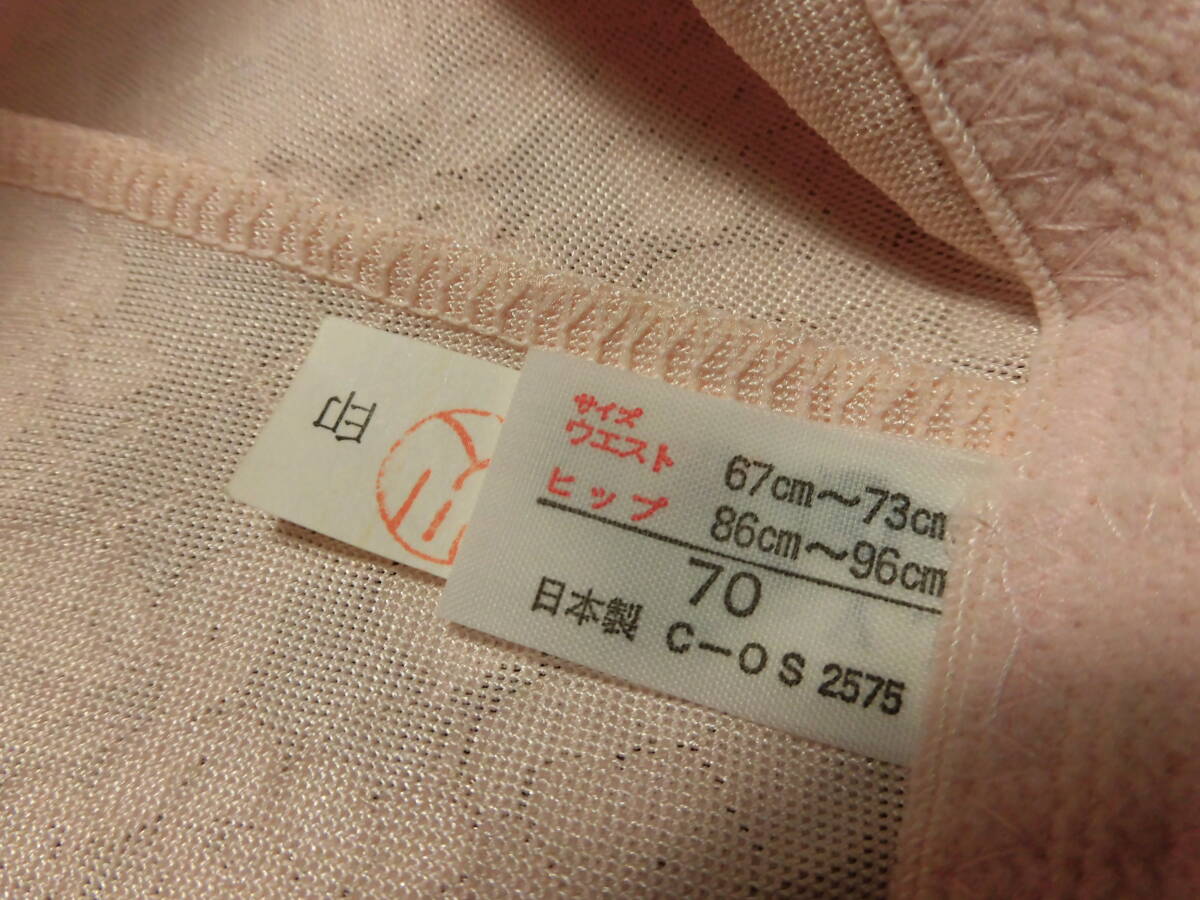 サイズ
ウエスト 67cm～73cm
ヒップ 86cm～96cm
70
日本製 C－OS 2575
印